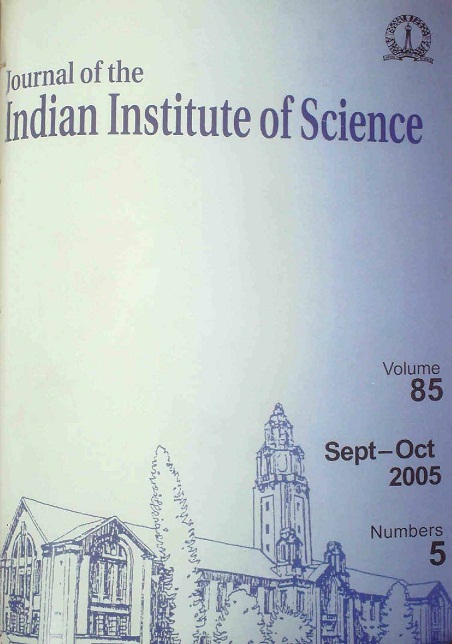 Journal of the
Indian Institute of Science
Volume
85
Sept–Oct
2005
Numbers
5